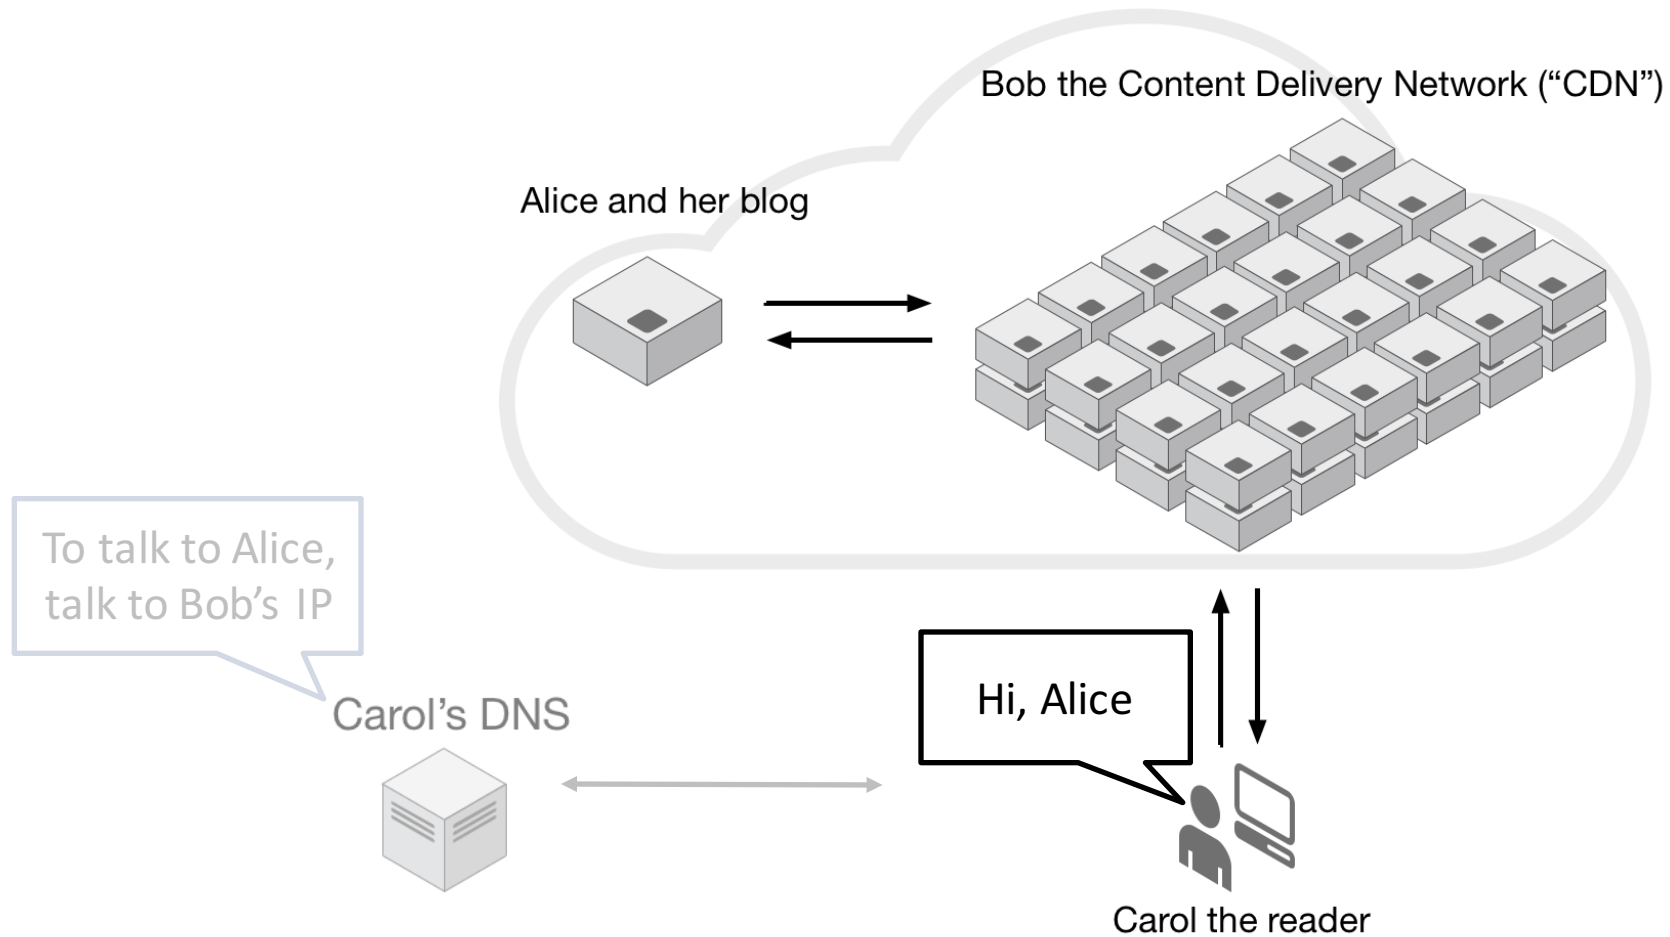 Bob the Content Delivery Network (“CDN”)
Alice and her blog
To talk to Alice,
talk to Bob’s IP
Carol’s DNS
Hi, Alice
Carol the reader